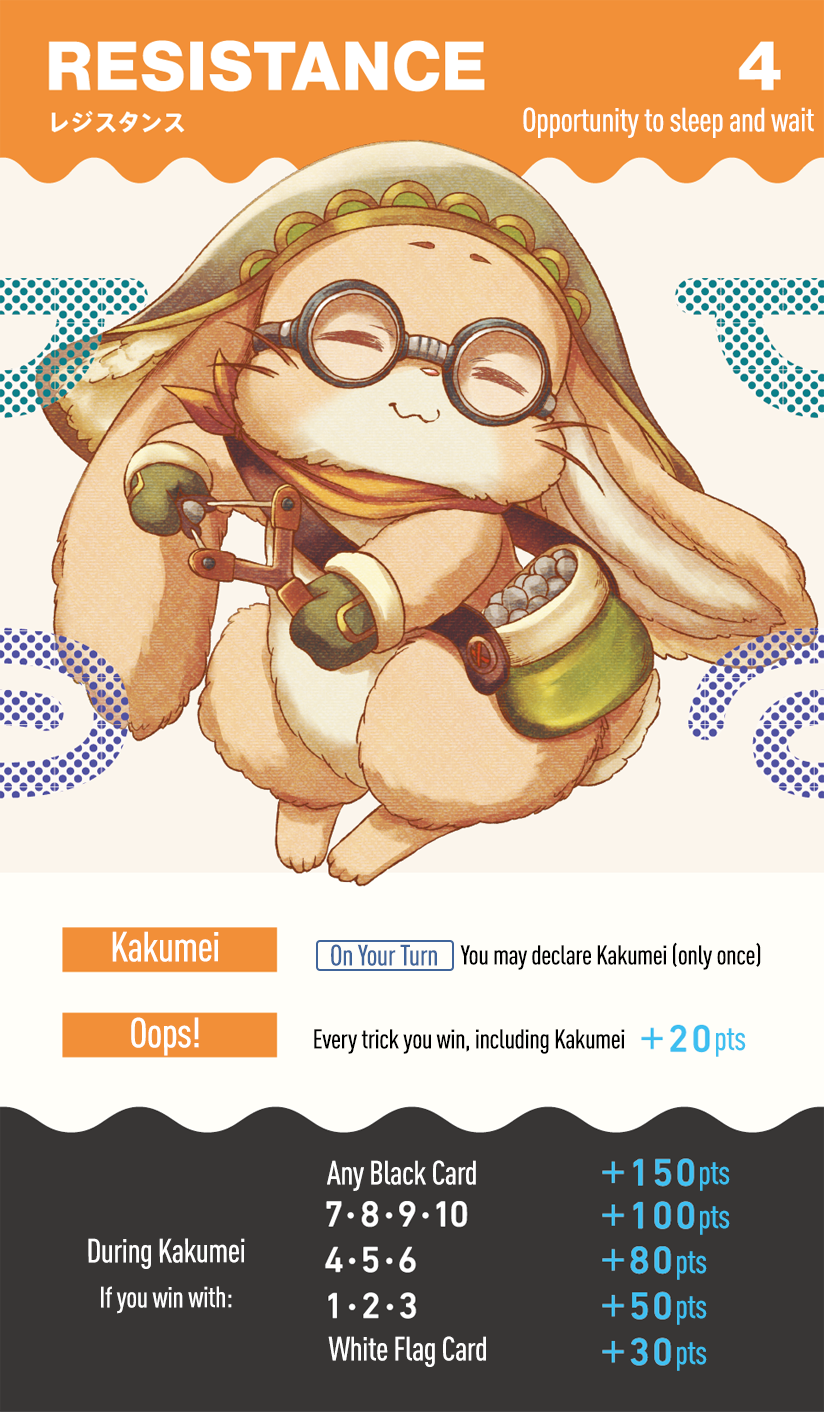 RESISTANCE 4
レジスタンス
Opportunity to sleep and wait
Kakumei
On Your Turn You may declare Kakumei (only once)
Oops!
Every trick you win, including Kakumei +20pts
During Kakumei
If you win with:
Any Black Card +150pts
7・8・9・10 +100pts
4・5・6 +80pts
1・2・3 +50pts
White Flag Card +30pts